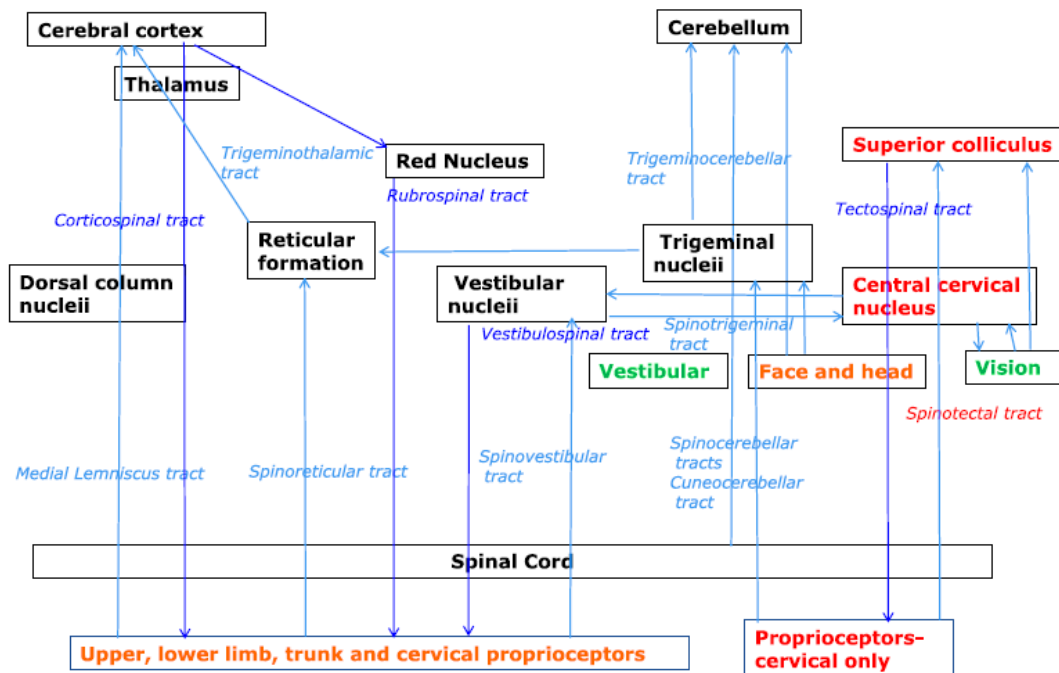 Cerebral cortex
Cerebellum
Thalamus
Superior colliculus
Trigeminothalamic
tract
Red Nucleus
Trigeminocerebellar
tract
Rubrospinal tract
Corticospinal tract
Tectospinal tract
Reticular
formation
Trigeminal
nucleii
Dorsal column
nucleii
Vestibular
nucleii
Central cervical
nucleus
Vestibulospinal tract
Spinotrigeminal
tract
Vestibular
Face and head
Vision
Spinotectal tract
Medial Lemniscus tract
Spinoreticular tract
Spinovestibular
tract
Spinocerebellar
tracts
Cuneocerebellar
tract
Spinal Cord
Upper, lower limb, trunk and cervical proprioceptors
Proprioceptors-
cervical only